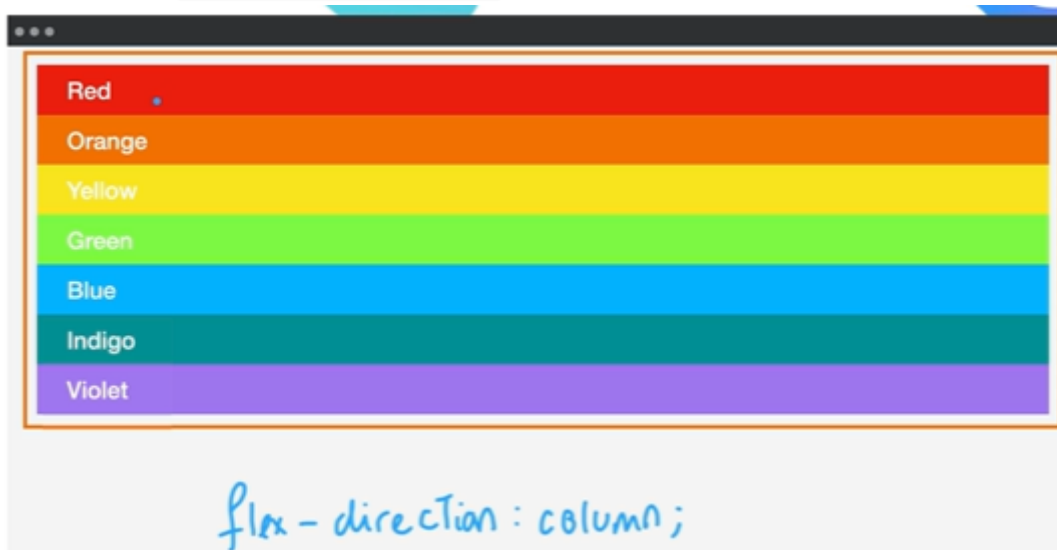 Red
Orange
Yellow
Green
Blue
Indigo
Violet
flex-direction: column;